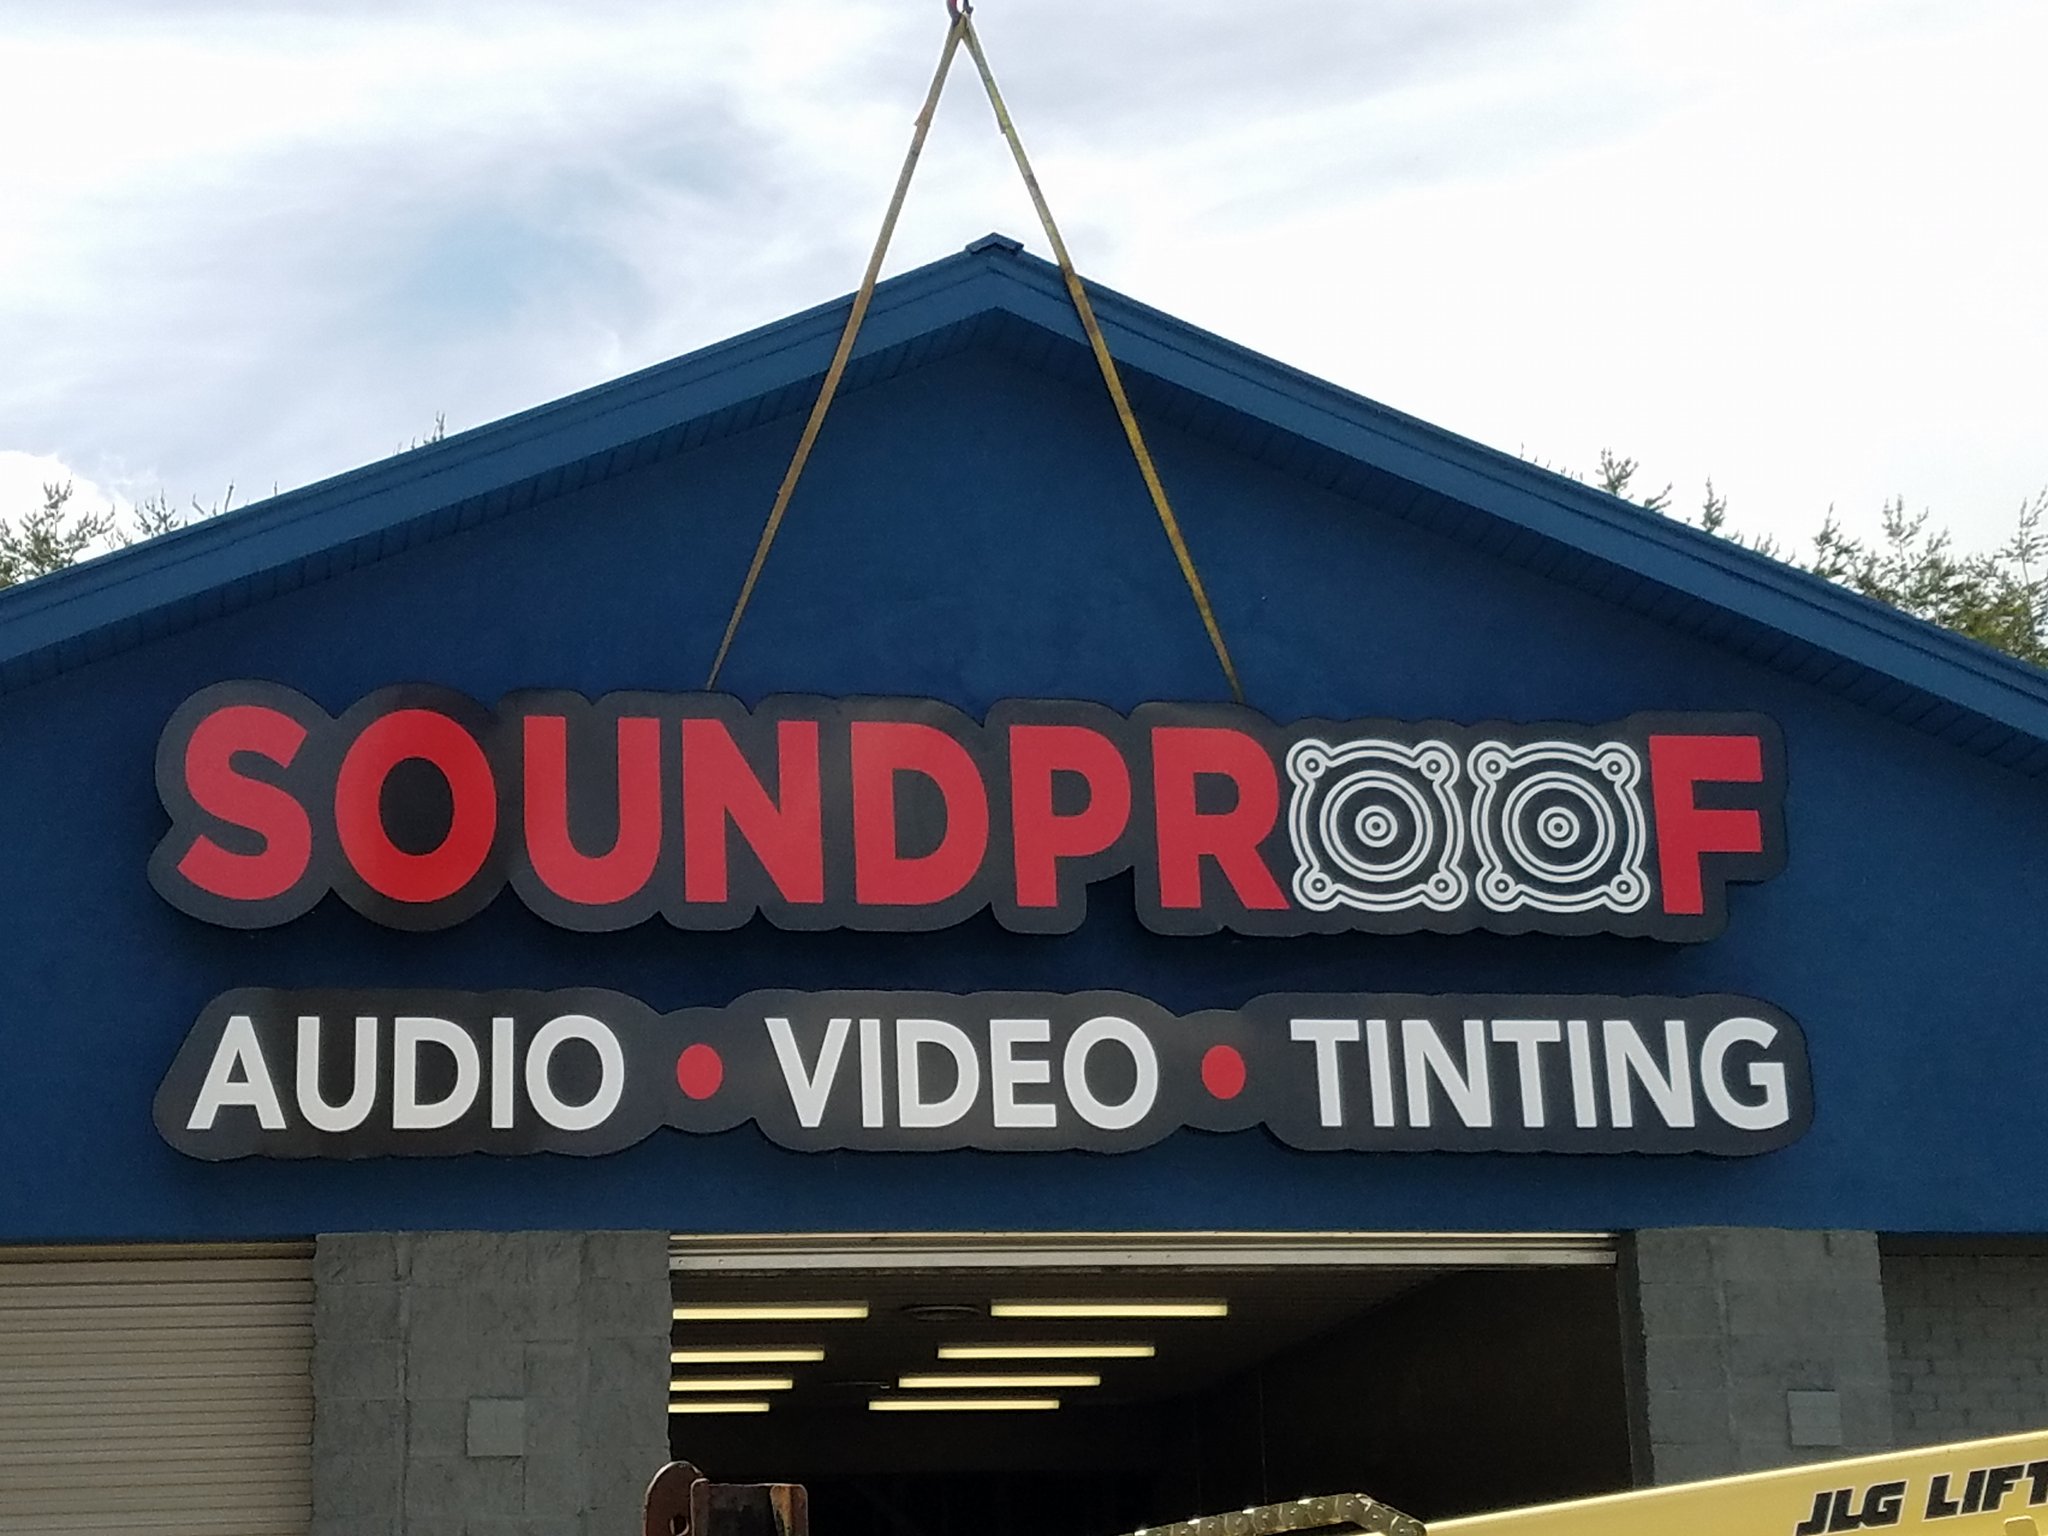 SOUNDPROOF
AUDIO • VIDEO • TINTING
JLG LIFT